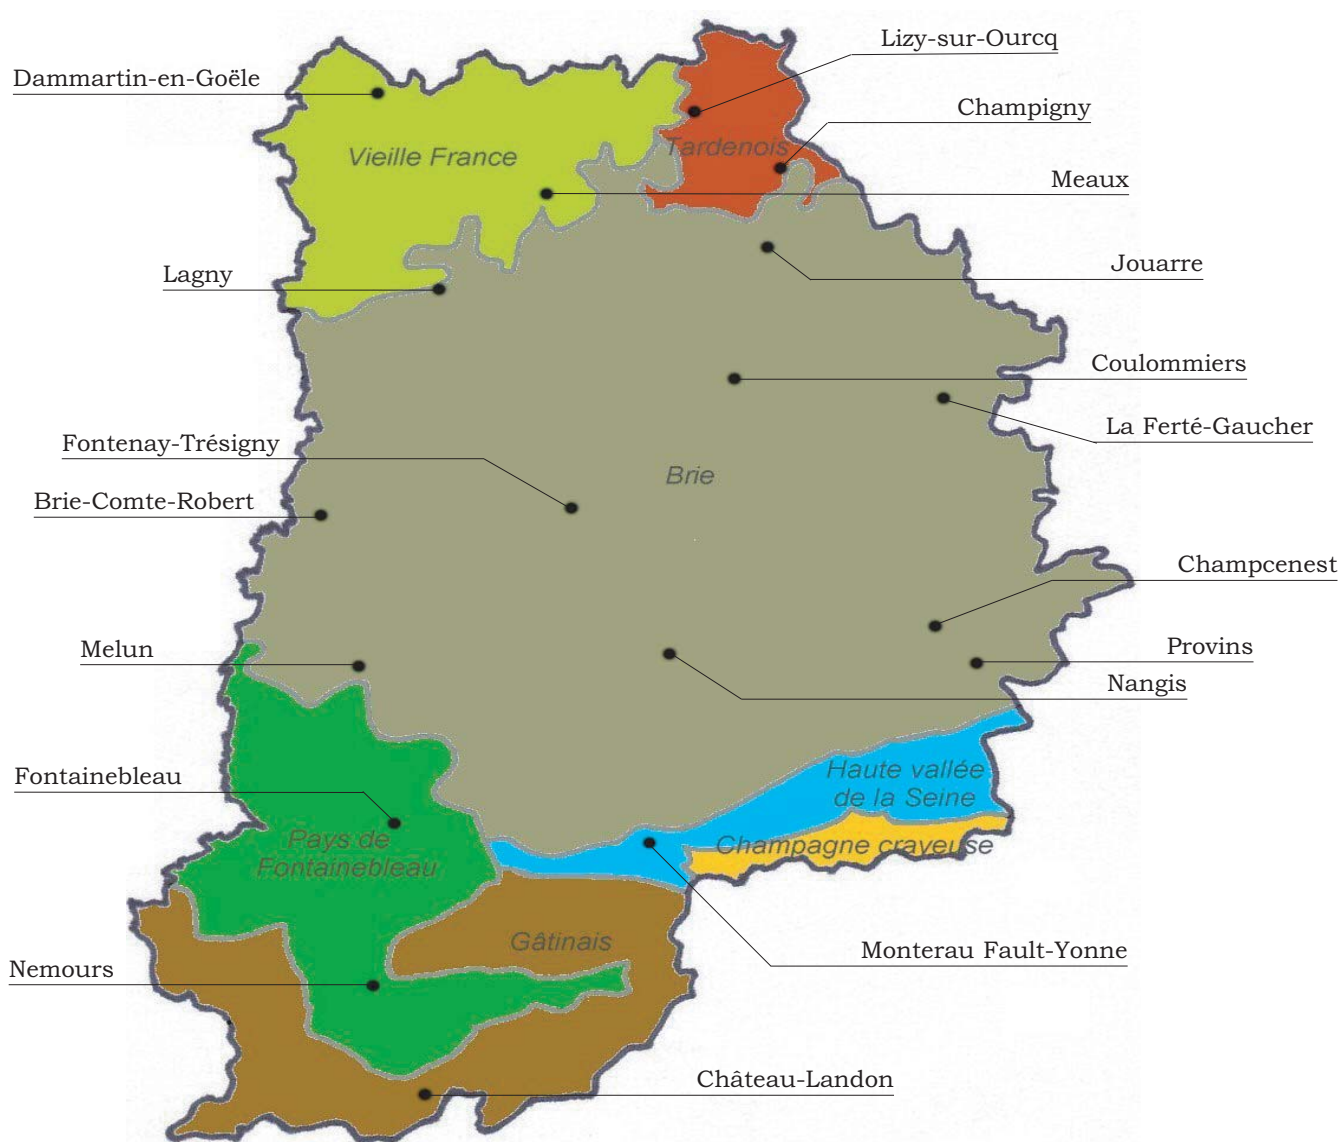 Lizy-sur-Ourcq
Dammartin-en-Goële
Champigny
Tardenois
Vieille France
Meaux
Jouarre
Lagny
Coulommiers
La Ferté-Gaucher
Fontenay-Trésigny
Brie
Brie-Comte-Robert
Champcenest
Melun
Provins
Nangis
Fontainebleau
Haute vallée
de la Seine
Pays de
Fontainebleau
Champagne crayeuse
Gâtinais
Monterau Fault-Yonne
Nemours
Château-Landon